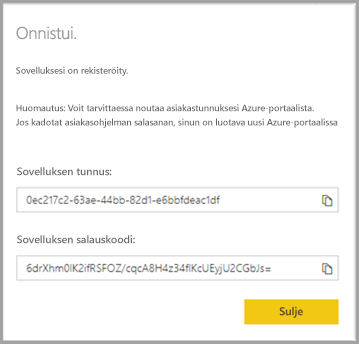 Onnistui.
Sovelluksesi on rekisteröity.
Huomautus: Voit tarvittaessa noutaa asiakastunnuksesi Azure-portaalista.
Jos kadotat asiakasohjelman salasanan, sinun on luotava uusi Azure-portaalissa
Sovelluksen tunnus:
0ec217c2-63ae-44bb-82d1-e6bbfdeac1df
Sovelluksen salauskoodi:
6drXhm0lK2ifRSFOZ/cqcA8H4z34flKcUEyjU2CGbJs=
Sulje